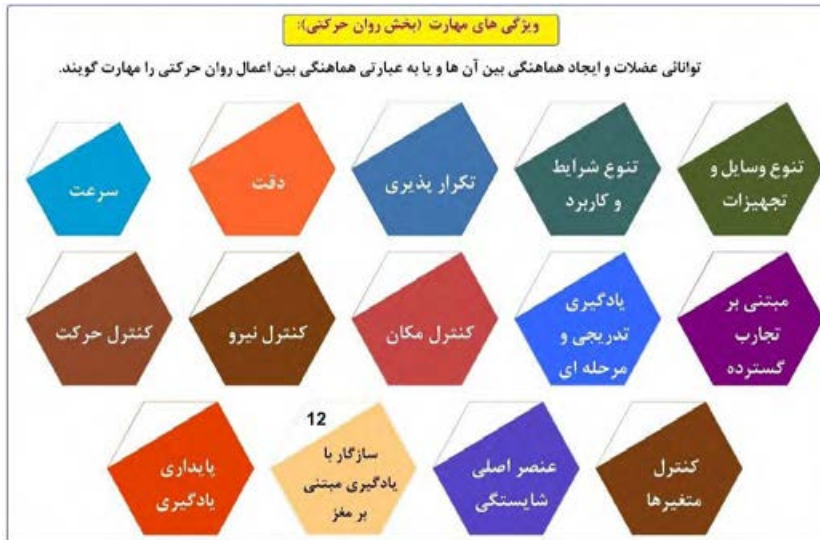 ویژگی های مهارت (بخش روان حرکتی):
توانائی عضلات و ایجاد هماهنگی بین آن ها و یا به عبارتی هماهنگی بین اعمال روان حرکتی را مهارت گویند.
تنوع وسایل و
تجهیزات
تنوع شرایط
و کاربرد
تکرار پذیری
دقت
سرعت
مبتنی بر
تجارب
گسترده
یادگیری
تدریجی و
مرحله ای
کنترل مکان
کنترل نیرو
کنترل حرکت
کنترل
متغیرها
عنصر اصلی
شایستگی
12
سازگار با
یادگیری مبتنی
بر مغز
پایداری
یادگیری